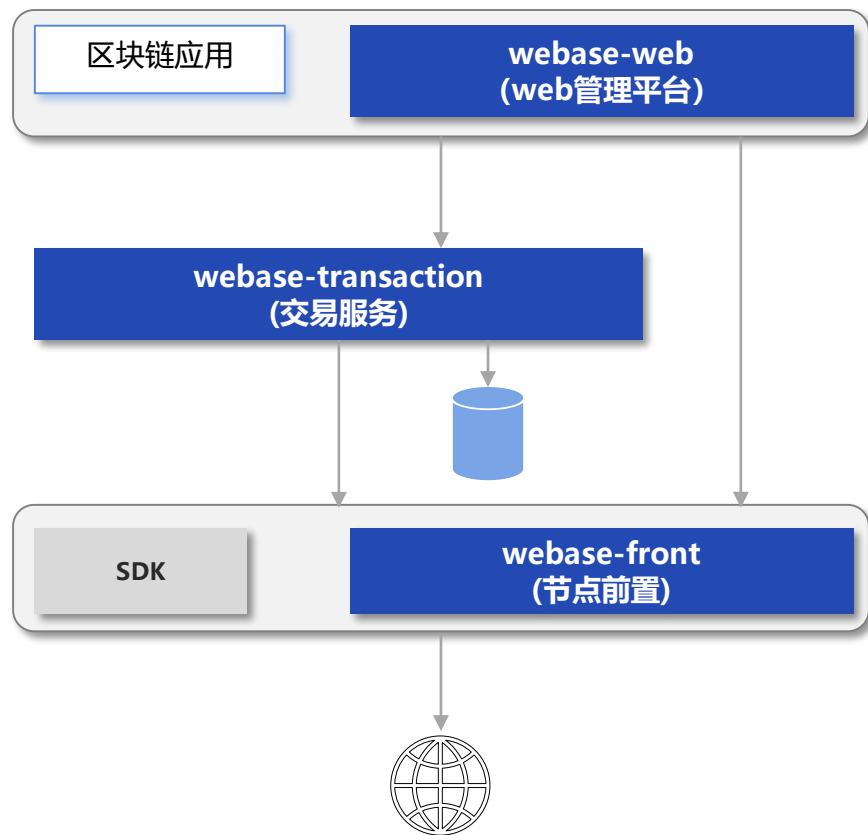 区块链应用
webase-web
(web管理平台）
webase-transaction
(交易服务)
SDK
webase-front
(节点前置)